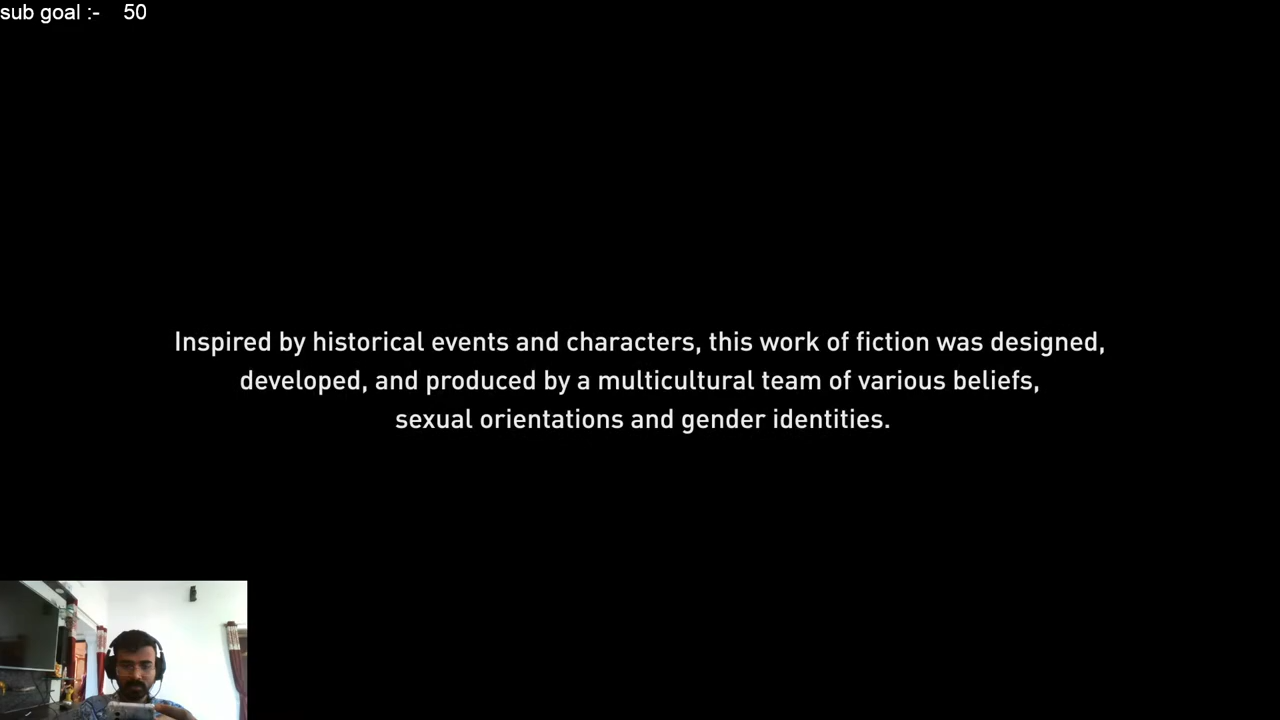 sub goal :- 50
Inspired by historical events and characters, this work of fiction was designed,
developed, and produced by a multicultural team of various beliefs,
sexual orientations and gender identities.